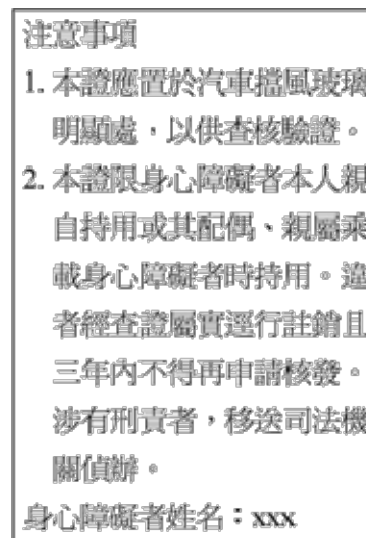 注意事項
1. 本證應置於汽車擋風玻璃
明顯處，以供查核驗證。
2. 本證限身心障礙者本人親
自持用或其配偶、親屬乘
載身心障礙者時持用。違
者經查證屬實逕行註銷且
三年內不得再申請核發。
涉有刑責者，移送司法機
關偵辦。
身心障礙者姓名：xxx